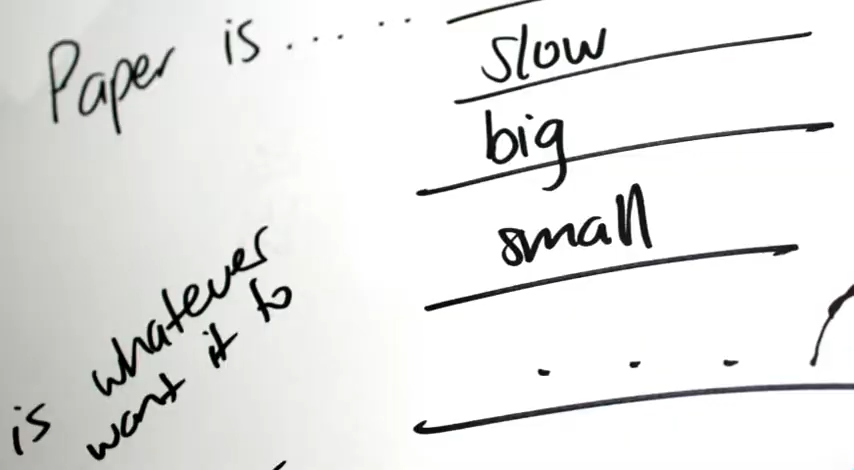 Paper is . . . . . .
slow
big
small
. . .
is whatever
want it to